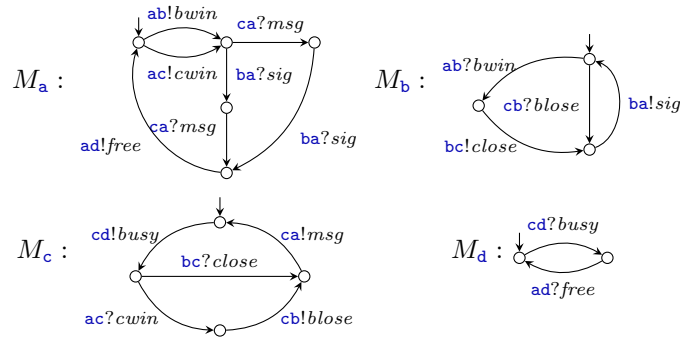 ab!bwin
ca?msg
ac!cwin
ba?sig
M_a :
ca?msg
ad!free
ba?sig
ab?bwin
M_b :
cb?blose
ba!sig
bc!close
cd!busy
ca!msg
M_c :
bc?close
ac?cwin
cb!blose
cd?busy
M_d :
ad?free